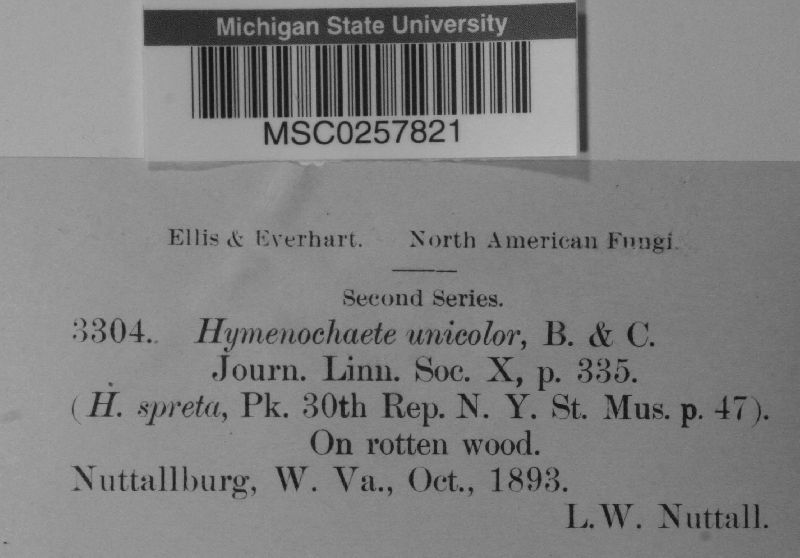 Michigan State University
MSC0257821
Ellis & Everhart. North American Fungi.
Second Series.
3304. Hymenochaete unicolor, B. & C.
Journ. Linn. Soc. X, p. 335.
(H. spreta, Pk. 30th Rep. N. Y. St. Mus. p. 47).
On rotten wood.
Nuttallburg, W. Va., Oct., 1893.
L. W. Nuttall.